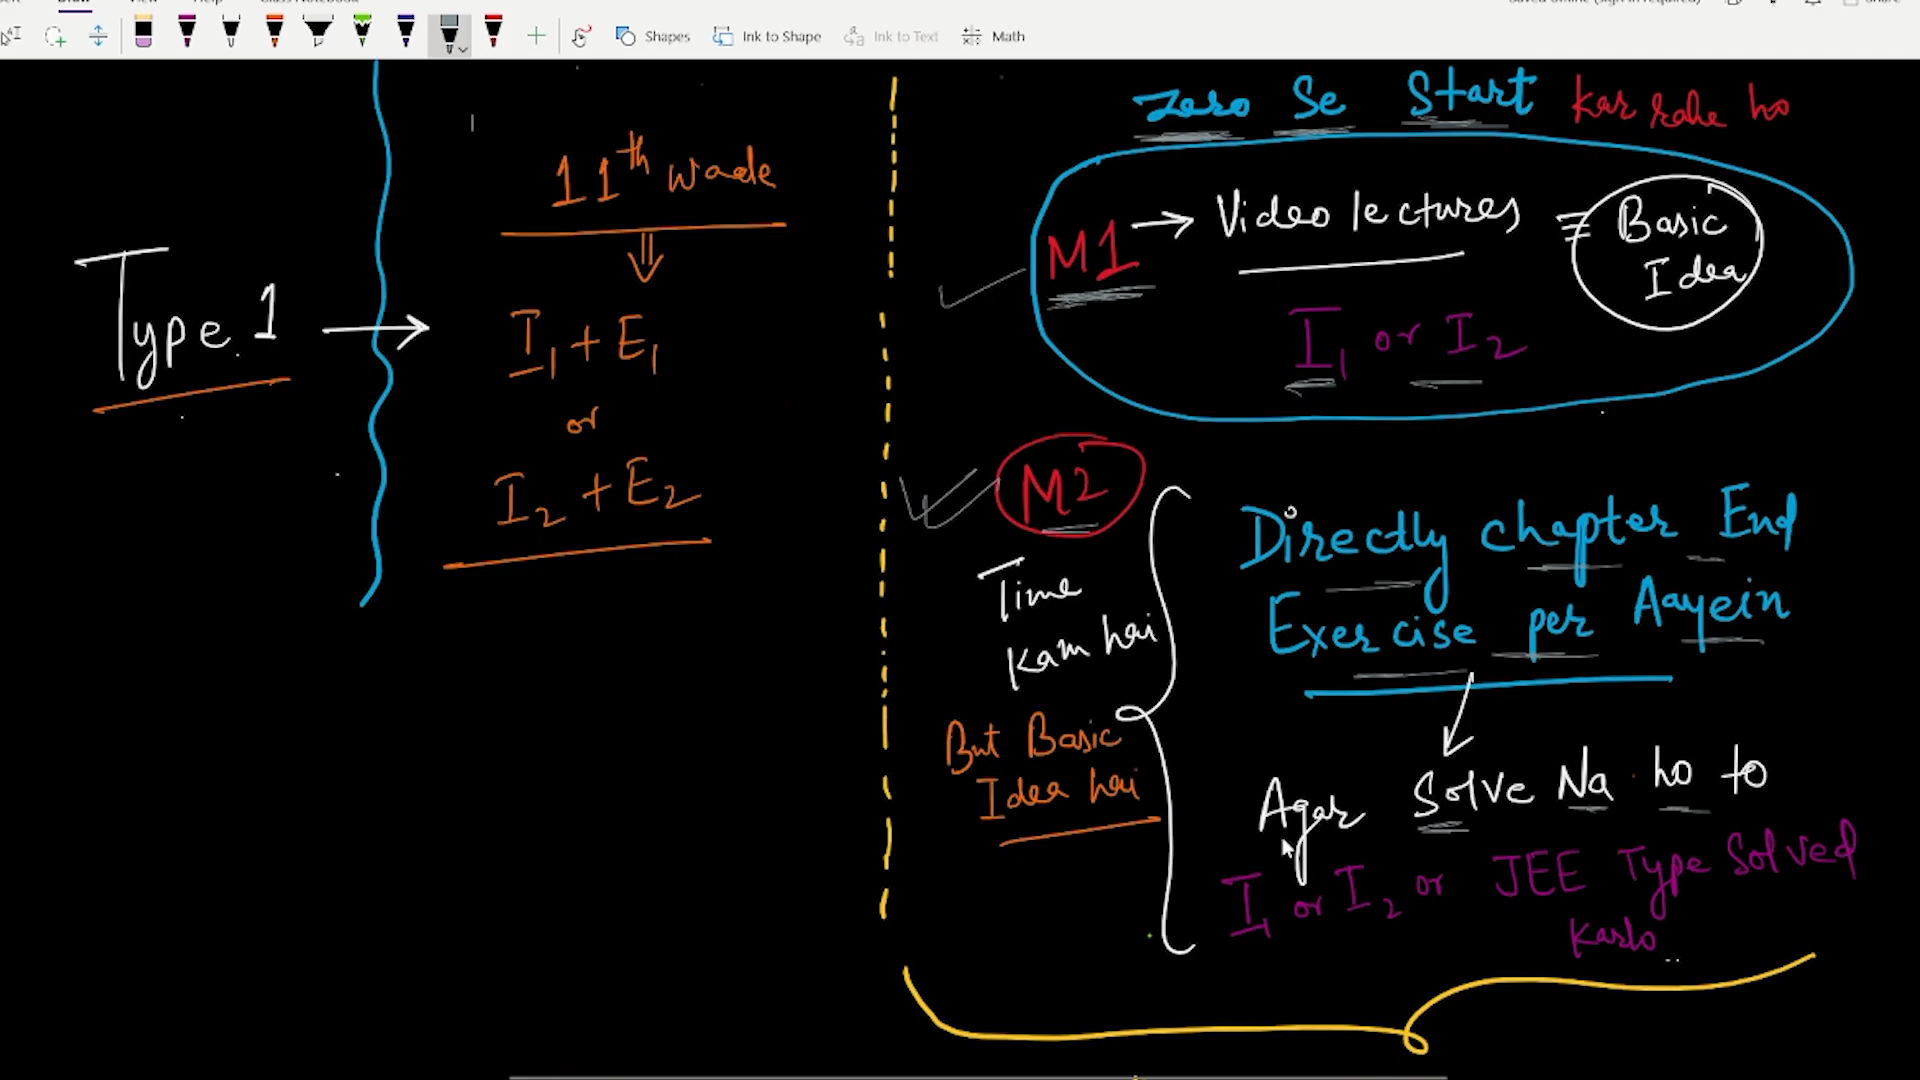 Shapes
Ink to Shape
Ink to Text
Math
Type 1
11th wade
I1 + E1
or
I2 + E2
Zero Se Start Kar rahe ho
M1 → Video lectures ≡ Basic
Idea
I1 or I2
M2
Time
Kam hai
But Basic
Idea hai
Directly chapter End
Exercise per Aayein
Agar Solve Na ho to
I1 or I2 or JEE Type Solved
Karlo..